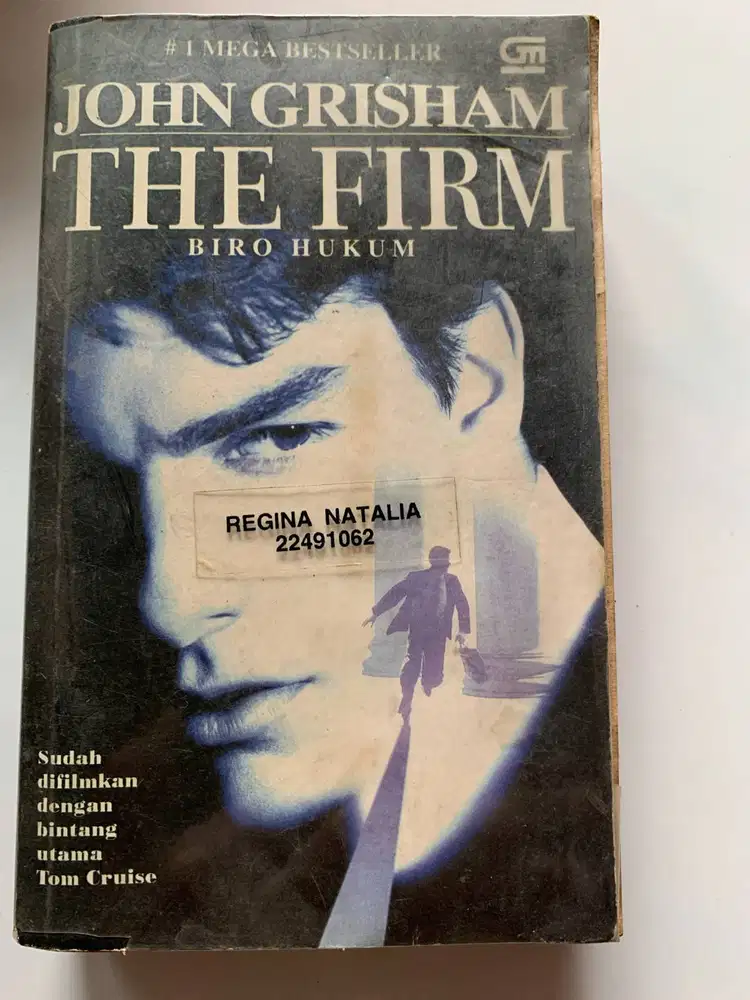 # 1 MEGA BESTSELLER
GM
JOHN GRISHAM
THE FIRM
BIRO HUKUM
REGINA NATALIA
22491062
Sudah
difilmkan
dengan
bintang
utama
Tom Cruise